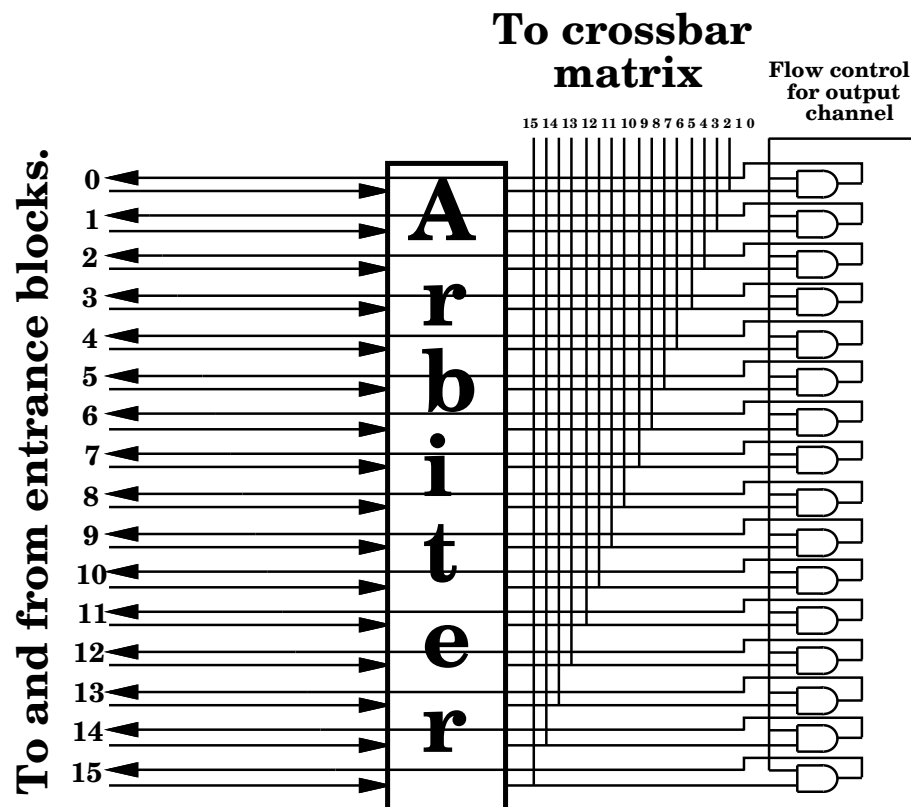 To crossbar
matrix
Flow control
for output
channel
15 14 13 12 11 10 9 8 7 6 5 4 3 2 1 0
To and from entrance blocks.
0
1
2
3
4
5
6
7
8
9
10
11
12
13
14
15
Arbiter